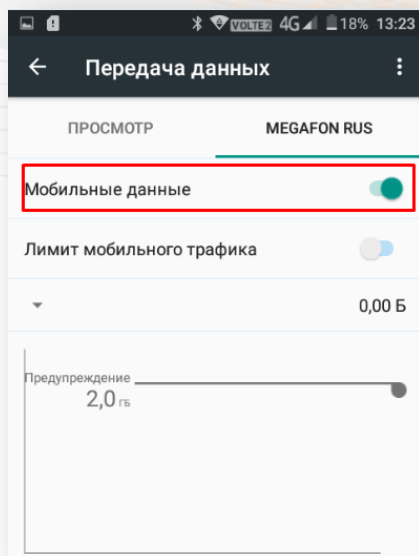 VOLTE2 4G 18% 13:23
Передача данных
ПРОСМОТР MEGAFON RUS
Мобильные данные
Лимит мобильного трафика
0,00 Б
Предупреждение
2,0 ГБ